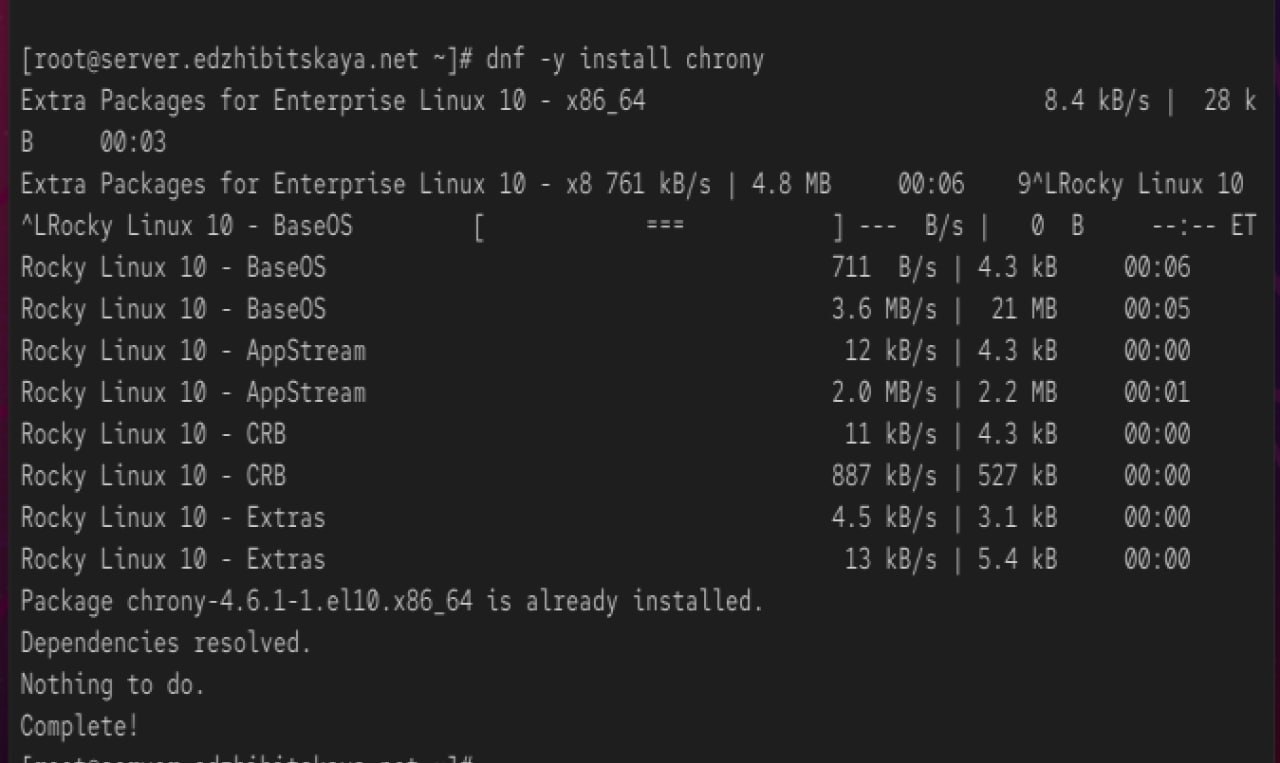 [root@server.edzhibitskaya.net ~]# dnf -y install chrony
Extra Packages for Enterprise Linux 10 - x86_64                              8.4 kB/s |  28 k
B     00:03
Extra Packages for Enterprise Linux 10 - x8 761 kB/s | 4.8 MB     00:06    9^LRocky Linux 10
^LRocky Linux 10 - BaseOS         [            ===           ] ---  B/s |   0  B     --:-- ET
Rocky Linux 10 - BaseOS                                      711  B/s | 4.3 kB     00:06
Rocky Linux 10 - BaseOS                                      3.6 MB/s |  21 MB     00:05
Rocky Linux 10 - AppStream                                    12 kB/s | 4.3 kB     00:00
Rocky Linux 10 - AppStream                                   2.0 MB/s | 2.2 MB     00:01
Rocky Linux 10 - CRB                                          11 kB/s | 4.3 kB     00:00
Rocky Linux 10 - CRB                                         887 kB/s | 527 kB     00:00
Rocky Linux 10 - Extras                                      4.5 kB/s | 3.1 kB     00:00
Rocky Linux 10 - Extras                                       13 kB/s | 5.4 kB     00:00
Package chrony-4.6.1-1.el10.x86_64 is already installed.
Dependencies resolved.
Nothing to do.
Complete!
[root@server.edzhibitskaya.net ~]#